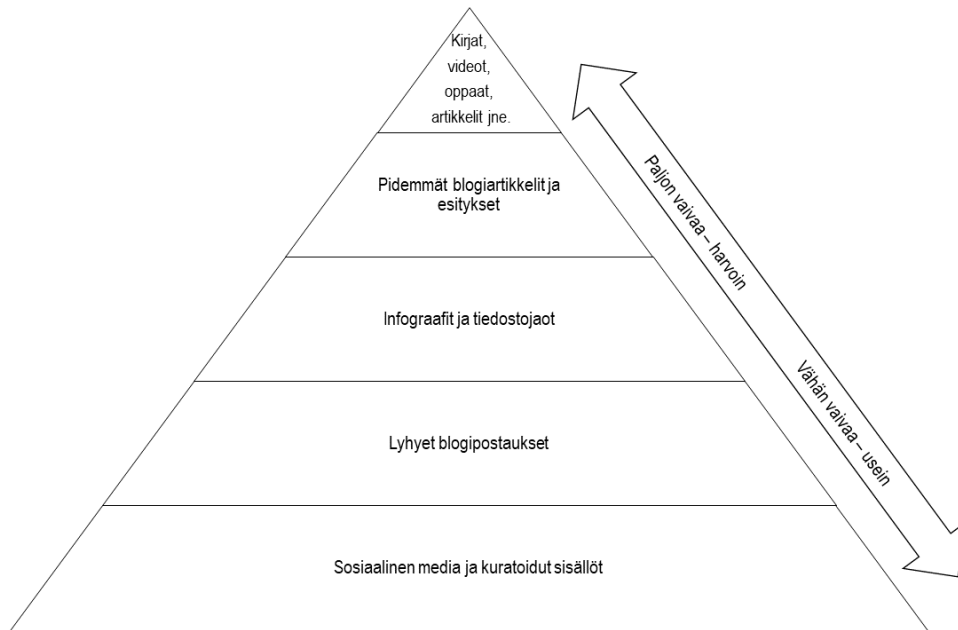 Kirjat,
videot,
oppaat,
artikkelit jne.
Pidemmät blogiartikkelit ja
esitykset
Infograafit ja tiedostojaot
Lyhyet blogipostaukset
Sosiaalinen media ja kuratoidut sisällöt
Paljon vaivaa – harvoin
Vähän vaivaa – usein